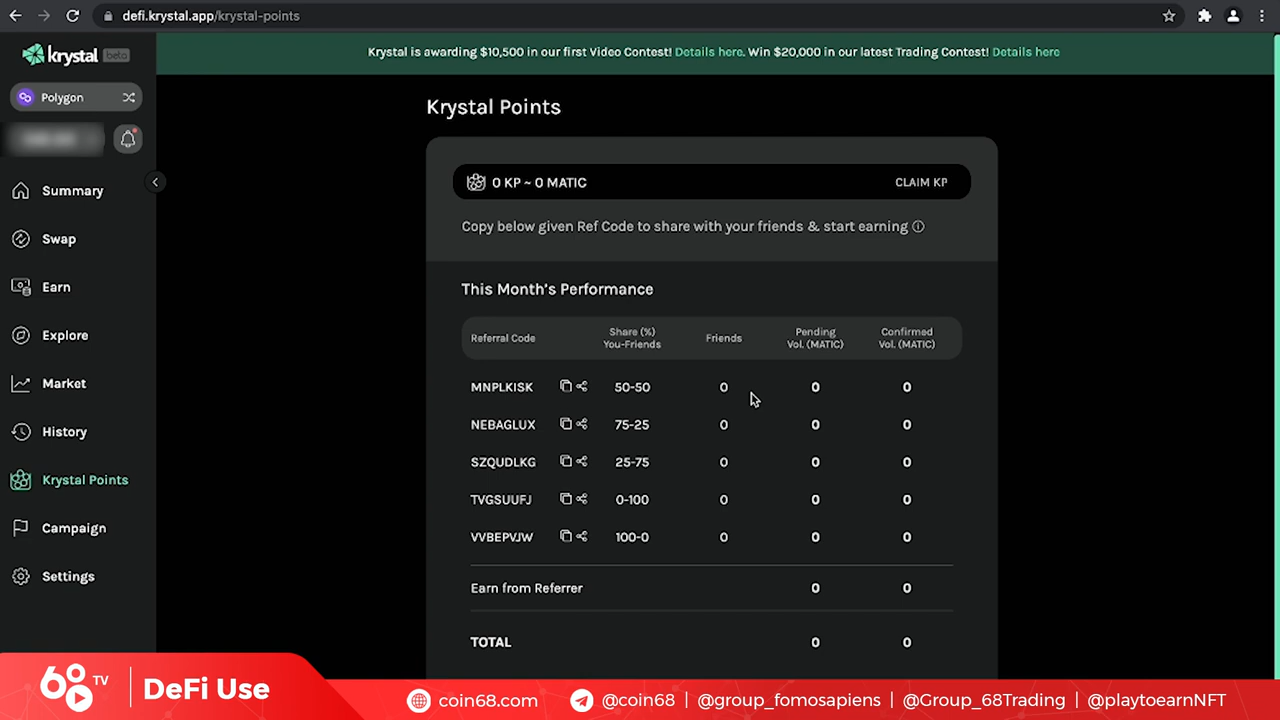 defi.krystal.app/krystal-points
krystal beta
Krystal is awarding $10,500 in our first Video Contest! Details here. Win $20,000 in our latest Trading Contest! Details here
Polygon
Summary
Swap
Earn
Explore
Market
History
Krystal Points
Campaign
Settings
Krystal Points
0 KP ~ 0 MATIC CLAIM KP
Copy below given Ref Code to share with your friends & start earning
This Month's Performance
Referral Code Share (%) You-Friends Friends Pending Vol. (MATIC) Confirmed Vol. (MATIC)
MNPLKISK 50-50 0 0 0
NEBAGLUX 75-25 0 0 0
SZQUDLKG 25-75 0 0 0
TVGSUUFJ 0-100 0 0 0
VVBEPVJW 100-0 0 0 0
Earn from Referrer 0 0
TOTAL 0 0
68 TV DeFi Use
coin68.com @coin68 | @group_fomosapiens | @Group_68Trading | @playtoearnNFT